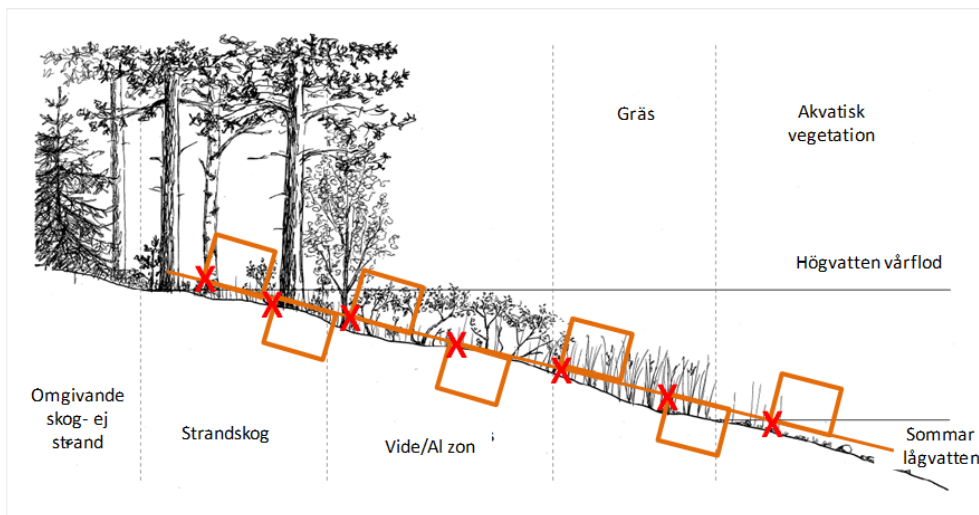 Gräs
Akvatisk
vegetation
Högvatten vårflod
Omgivande
skog- ej
strand
Strandskog
Vide/Al zon
s
Sommar
lågvatten